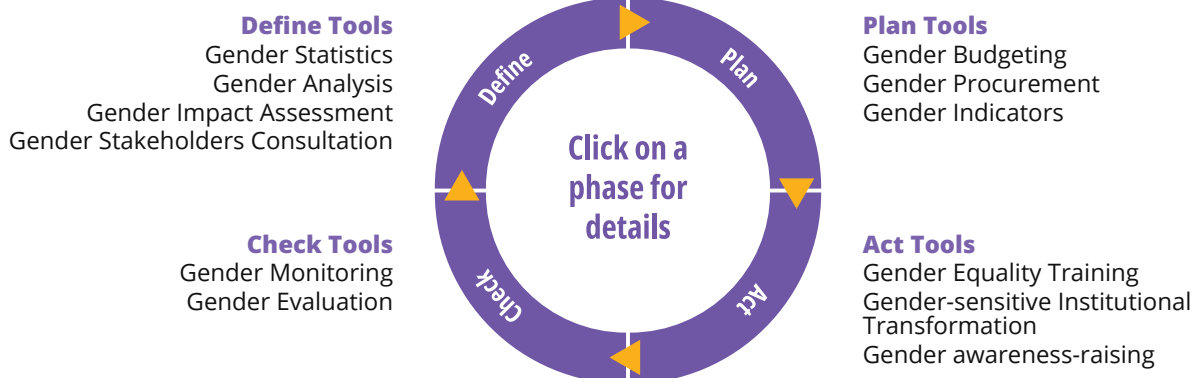 Define Tools
Gender Statistics
Gender Analysis
Gender Impact Assessment
Gender Stakeholders Consultation
Define
Plan
Plan Tools
Gender Budgeting
Gender Procurement
Gender Indicators
Click on a
phase for
details
Check Tools
Gender Monitoring
Gender Evaluation
Check
Act
Act Tools
Gender Equality Training
Gender-sensitive Institutional
Transformation
Gender awareness-raising